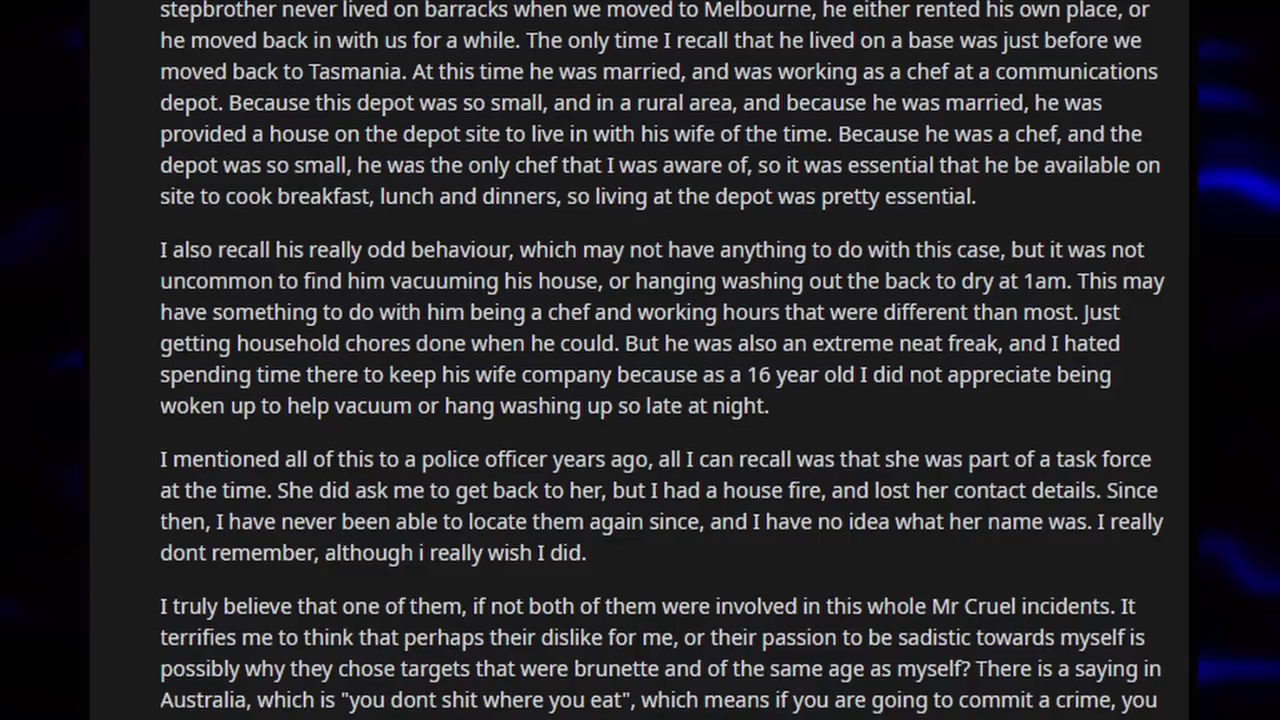 stepbrother never lived on barracks when we moved to Melbourne, he either rented his own place, or
he moved back in with us for a while. The only time I recall that he lived on a base was just before we
moved back to Tasmania. At this time he was married, and was working as a chef at a communications
depot. Because this depot was so small, and in a rural area, and because he was married, he was
provided a house on the depot site to live in with his wife of the time. Because he was a chef, and the
depot was so small, he was the only chef that I was aware of, so it was essential that he be available on
site to cook breakfast, lunch and dinners, so living at the depot was pretty essential.
I also recall his really odd behaviour, which may not have anything to do with this case, but it was not
uncommon to find him vacuuming his house, or hanging washing out the back to dry at 1am. This may
have something to do with him being a chef and working hours that were different than most. Just
getting household chores done when he could. But he was also an extreme neat freak, and I hated
spending time there to keep his wife company because as a 16 year old I did not appreciate being
woken up to help vacuum or hang washing up so late at night.
I mentioned all of this to a police officer years ago, all I can recall was that she was part of a task force
at the time. She did ask me to get back to her, but I had a house fire, and lost her contact details. Since
then, I have never been able to locate them again since, and I have no idea what her name was. I really
dont remember, although i really wish I did.
I truly believe that one of them, if not both of them were involved in this whole Mr Cruel incidents. It
terrifies me to think that perhaps their dislike for me, or their passion to be sadistic towards myself is
possibly why they chose targets that were brunette and of the same age as myself? There is a saying in
Australia, which is "you dont shit where you eat", which means if you are going to commit a crime, you